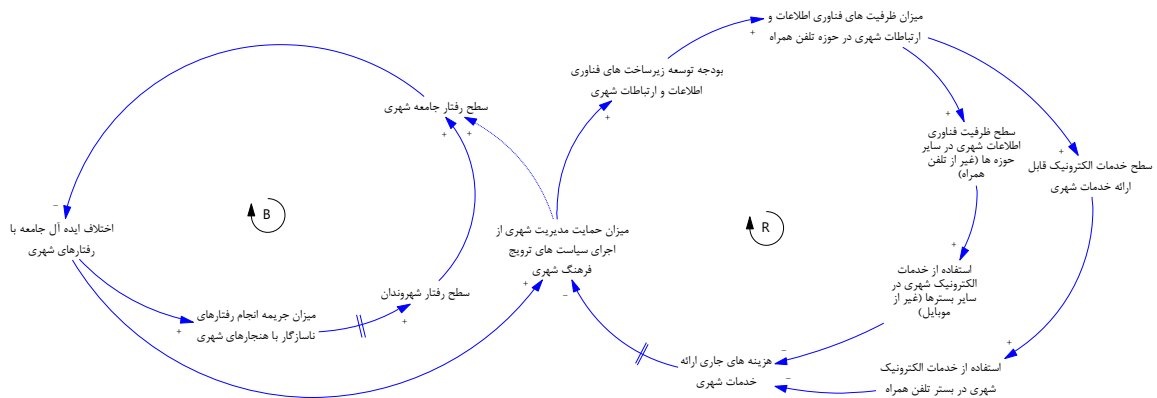 میزان ظرفیت های فناوری اطلاعات و
ارتباطات شهری در حوزه تلفن همراه
+
بودجه توسعه زیرساخت های فناوری
اطلاعات و ارتباطات شهری
+
سطح رفتار جامعه شهری
+
+
+
سطح ظرفیت فناوری
اطلاعات شهری در سایر
حوزه ها (غیر از تلفن
همراه)
+
سطح خدمات الکترونیک قابل
ارائه خدمات شهری
–
اختلاف ایده آل جامعه با
رفتارهای شهری
B
R
میزان حمایت مدیریت شهری از
اجرای سیاست های ترویج
فرهنگ شهری
+
–
+
استفاده از خدمات
الکترونیک شهری در
سایر بسترها (غیر از
موبایل)
سطح رفتار شهروندان
+
میزان جریمه انجام رفتارهای
ناسازگار با هنجارهای شهری
+
–
هزینه های جاری ارائه
خدمات شهری
–
+
استفاده از خدمات الکترونیک
شهری در بستر تلفن همراه